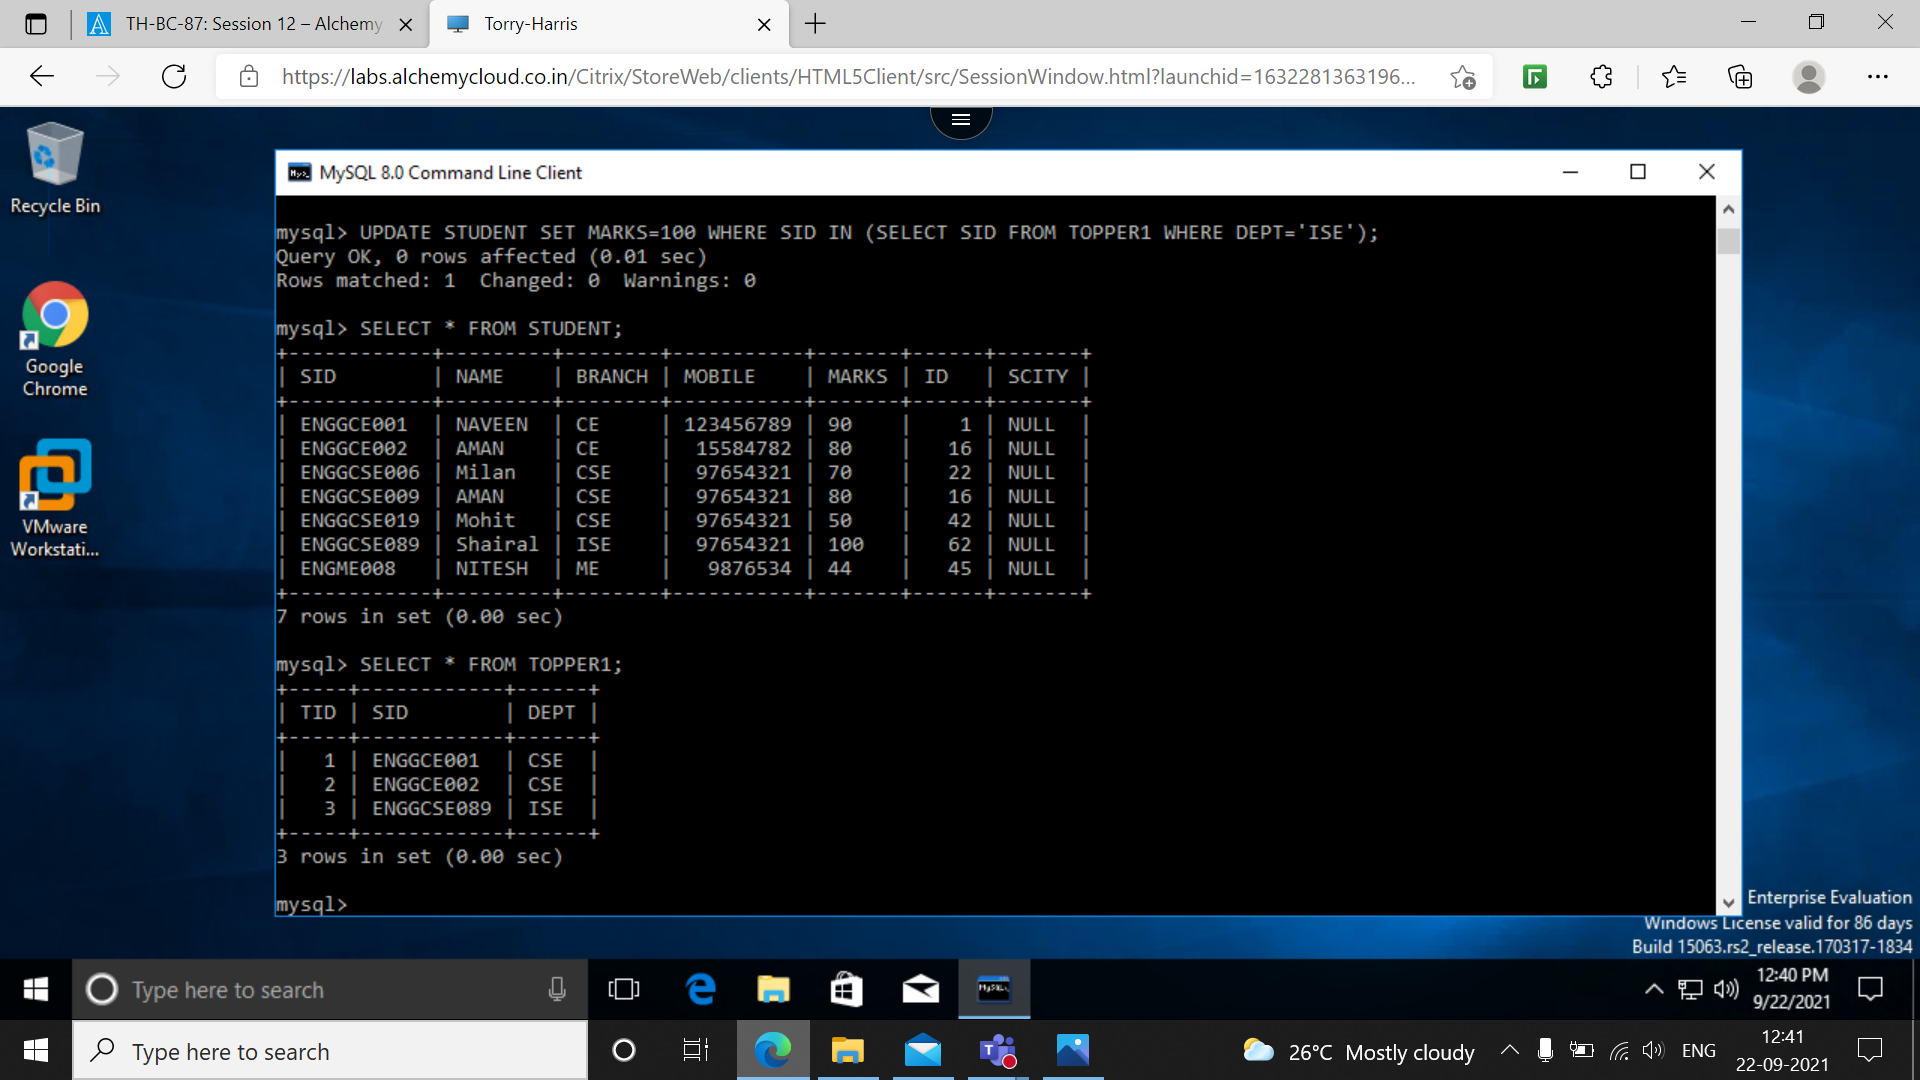 TH-BC-87: Session 12 – Alchemy
Torry-Harris
https://labs.alchemycloud.co.in/Citrix/StoreWeb/clients/HTML5Client/src/SessionWindow.html?launchid=1632281363196...
Recycle Bin
Google
Chrome
VMware
Workstati...
MySQL 8.0 Command Line Client
mysql> UPDATE STUDENT SET MARKS=100 WHERE SID IN (SELECT SID FROM TOPPER1 WHERE DEPT='ISE');
Query OK, 0 rows affected (0.01 sec)
Rows matched: 1  Changed: 0  Warnings: 0
mysql> SELECT * FROM STUDENT;
+------------+---------+--------+-----------+-------+------+-------+
| SID        | NAME    | BRANCH | MOBILE    | MARKS | ID   | SCITY |
+------------+---------+--------+-----------+-------+------+-------+
| ENGGCE001  | NAVEEN  | CE     | 123456789 | 90    |    1 | NULL  |
| ENGGCE002  | AMAN    | CE     |  15584782 | 80    |   16 | NULL  |
| ENGGCSE006 | Milan   | CSE    |  97654321 | 70    |   22 | NULL  |
| ENGGCSE009 | AMAN    | CSE    |  97654321 | 80    |   16 | NULL  |
| ENGGCSE019 | Mohit   | CSE    |  97654321 | 50    |   42 | NULL  |
| ENGGCSE089 | Shairal | ISE    |  97654321 | 100   |   62 | NULL  |
| ENGME008   | NITESH  | ME     |   9876534 | 44    |   45 | NULL  |
+------------+---------+--------+-----------+-------+------+-------+
7 rows in set (0.00 sec)
mysql> SELECT * FROM TOPPER1;
+-----+------------+------+
| TID | SID        | DEPT |
+-----+------------+------+
|   1 | ENGGCE001  | CSE  |
|   2 | ENGGCE002  | CSE  |
|   3 | ENGGCSE089 | ISE  |
+-----+------------+------+
3 rows in set (0.00 sec)
mysql>
Enterprise Evaluation
Windows License valid for 86 days
Build 15063.rs2_release.170317-1834
Type here to search
12:40 PM
9/22/2021
Type here to search
26°C Mostly cloudy
ENG
12:41
22-09-2021